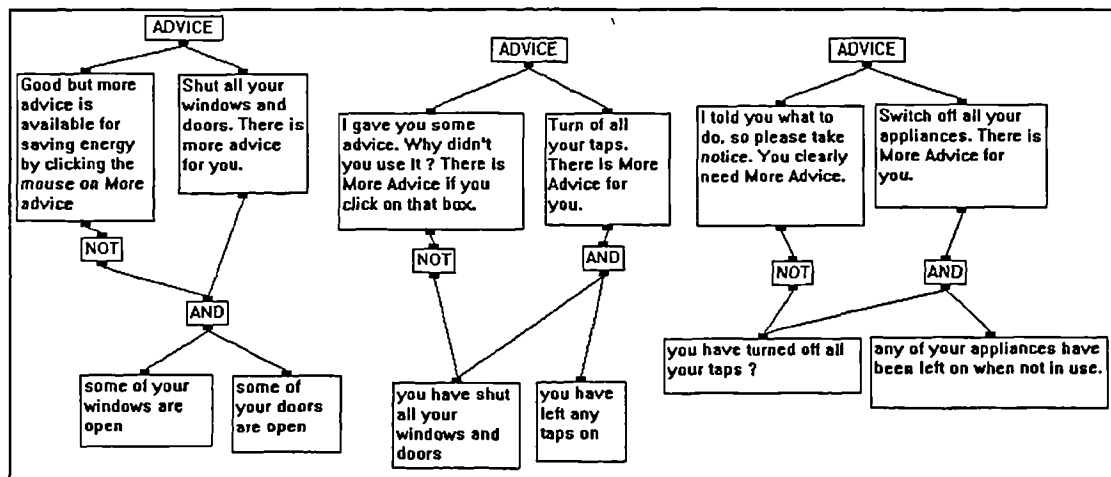 ADVICE
Good but more
advice is
available for
saving energy
by clicking the
mouse on More
advice
Shut all your
windows and
doors. There is
more advice
for you.
NOT
AND
some of your
windows are
open
some of
your doors
are open
ADVICE
I gave you some
advice. Why didn't
you use It ? There is
More Advice if you
click on that box.
Turn of all
your taps.
There is More
Advice for
you.
NOT
AND
you have shut
all your
windows and
doors
you have
left any
taps on
ADVICE
I told you what to
do, so please take
notice. You clearly
need More Advice.
Switch off all your
appliances. There is
More Advice for
you.
NOT
AND
you have turned off all
your taps ?
any of your appliances have
been left on when not in use.